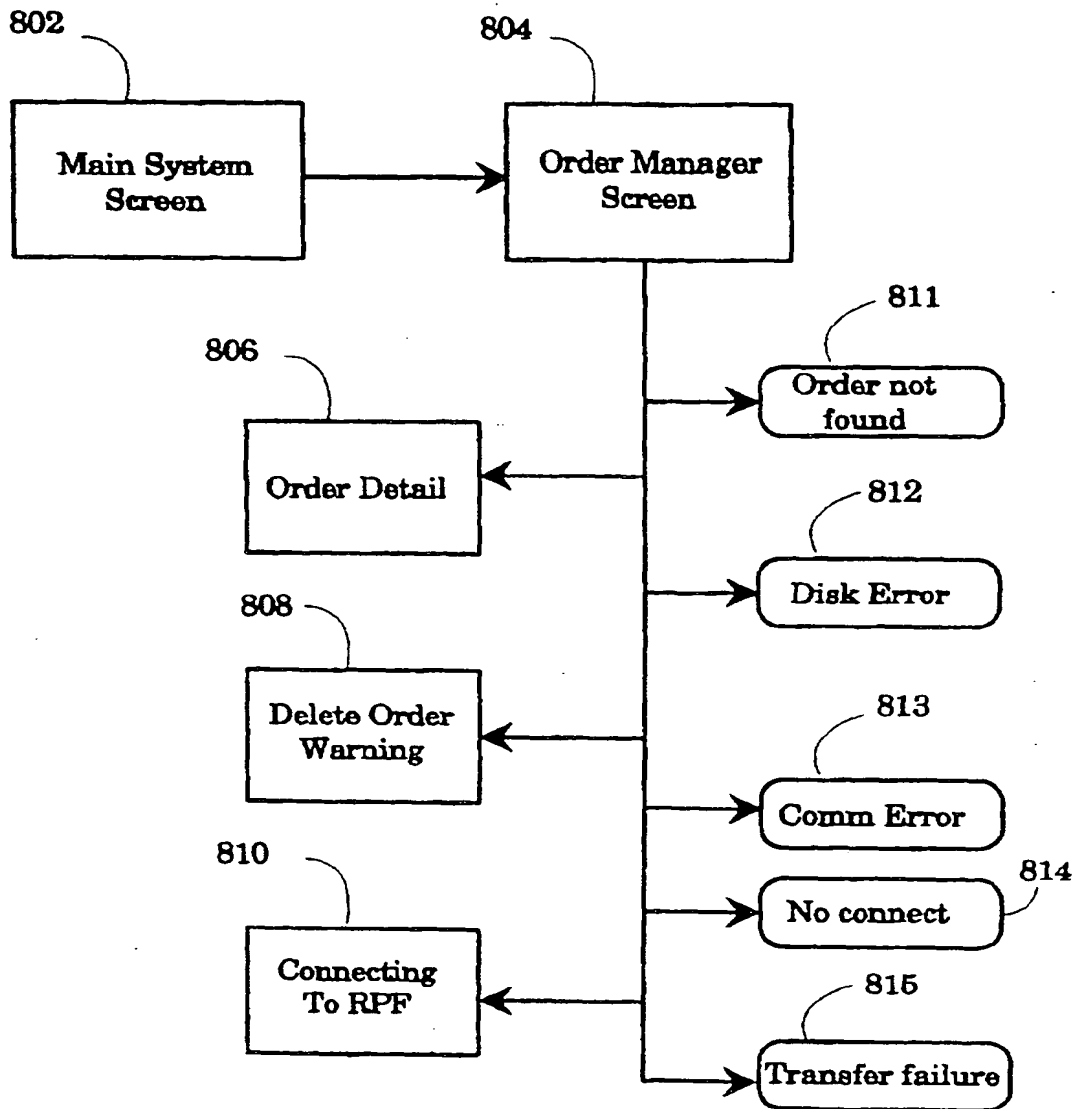 802
804
Main System
Screen
Order Manager
Screen
811
806
Order not
found
Order Detail
812
Disk Error
808
Delete Order
Warning
813
Comm Error
810
814
No connect
Connecting
To RPF
815
Transfer failure